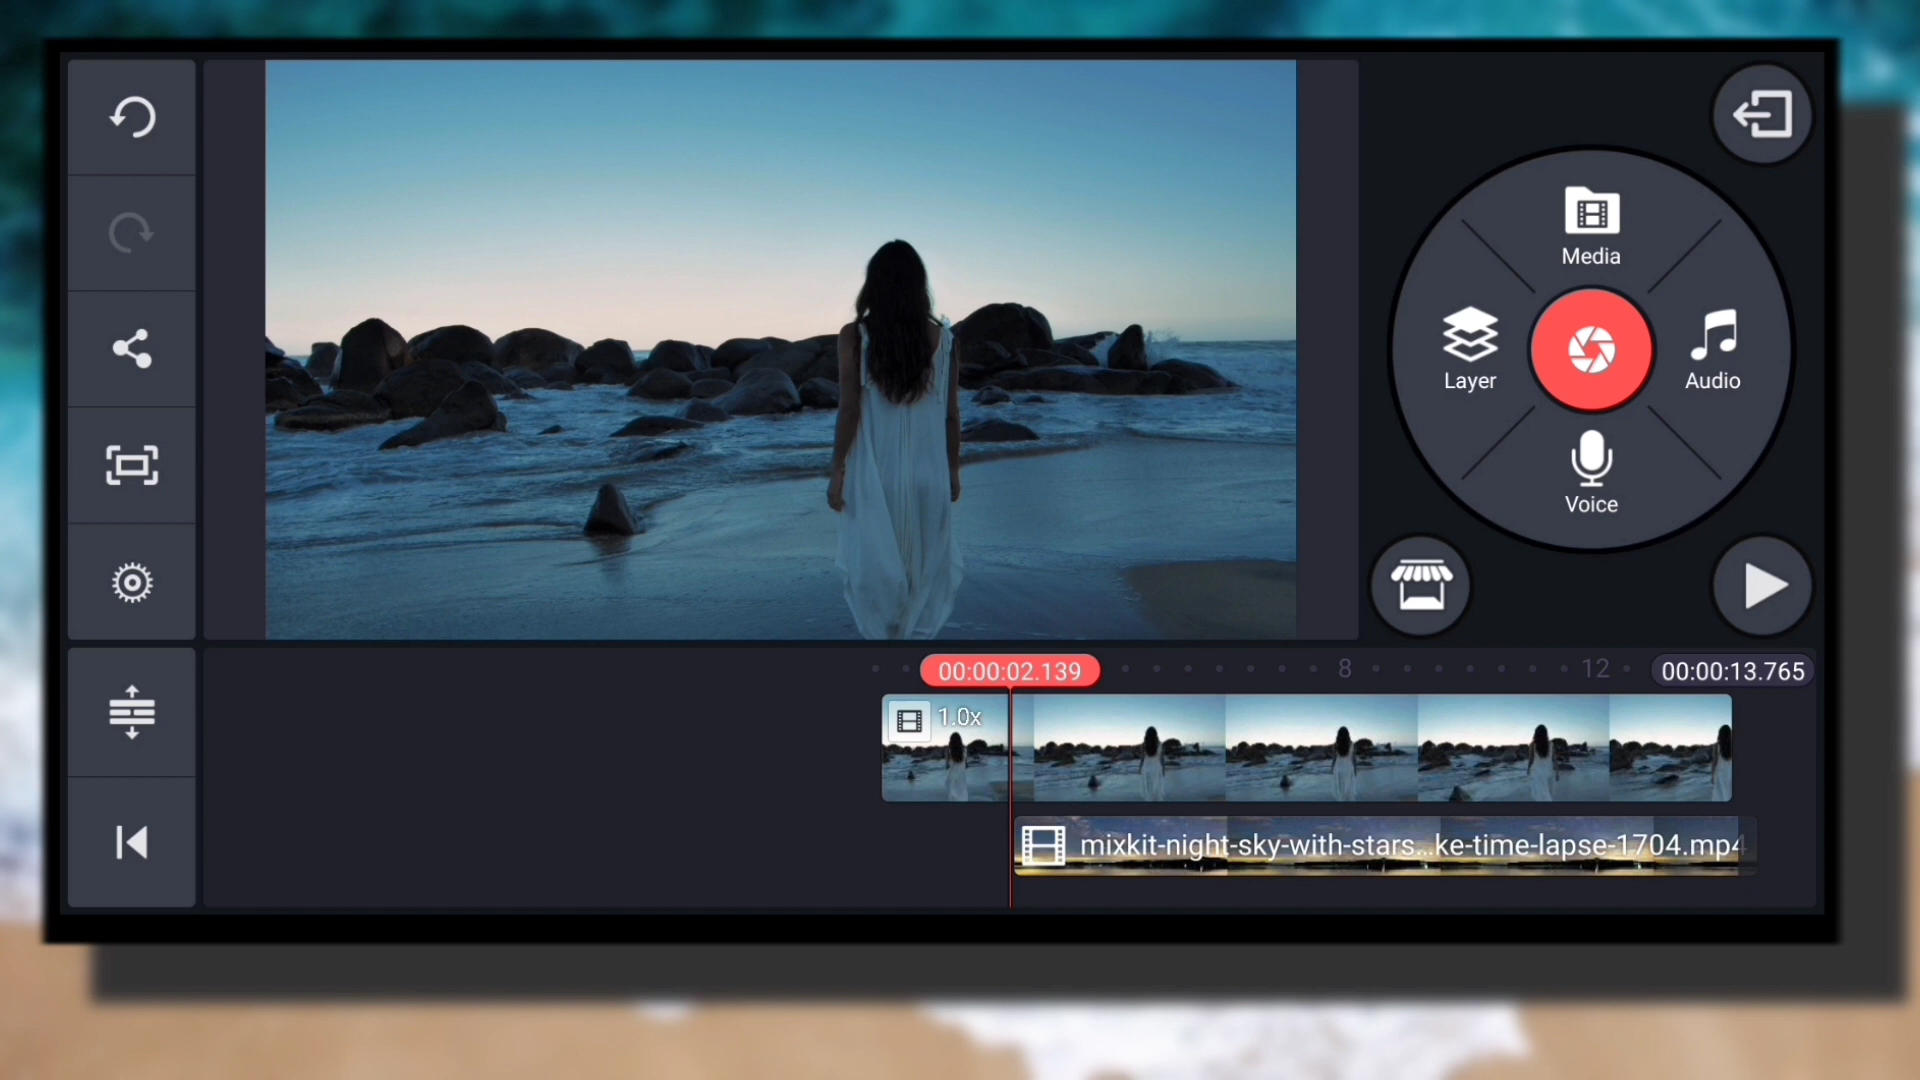 Media
Layer
Audio
Voice
00:00:02.139
8
12
00:00:13.765
1.0x
mixkit-night-sky-with-stars...ke-time-lapse-1704.mp4